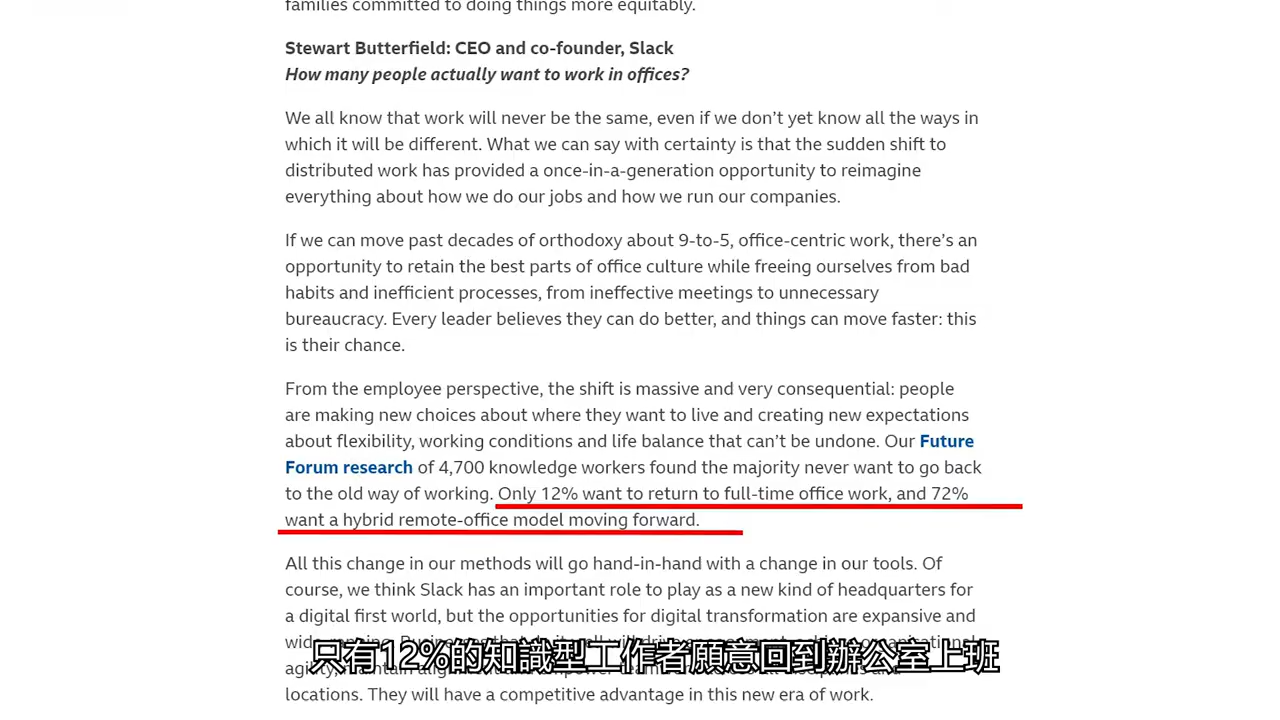 families committed to doing things more equitably.
Stewart Butterfield: CEO and co-founder, Slack
How many people actually want to work in offices?
We all know that work will never be the same, even if we don't yet know all the ways in
which it will be different. What we can say with certainty is that the sudden shift to
distributed work has provided a once-in-a-generation opportunity to reimagine
everything about how we do our jobs and how we run our companies.
If we can move past decades of orthodoxy about 9-to-5, office-centric work, there's an
opportunity to retain the best parts of office culture while freeing ourselves from bad
habits and inefficient processes, from ineffective meetings to unnecessary
bureaucracy. Every leader believes they can do better, and things can move faster: this
is their chance.
From the employee perspective, the shift is massive and very consequential: people
are making new choices about where they want to live and creating new expectations
about flexibility, working conditions and life balance that can't be undone. Our Future
Forum research of 4,700 knowledge workers found the majority never want to go back
to the old way of working. Only 12% want to return to full-time office work, and 72%
want a hybrid remote-office model moving forward.
All this change in our methods will go hand-in-hand with a change in our tools. Of
course, we think Slack has an important role to play as a new kind of headquarters for
a digital first world, but the opportunities for digital transformation are expansive and
只有12%的知識型工作者願意回到辦公室上班
locations. They will have a competitive advantage in this new era of work.